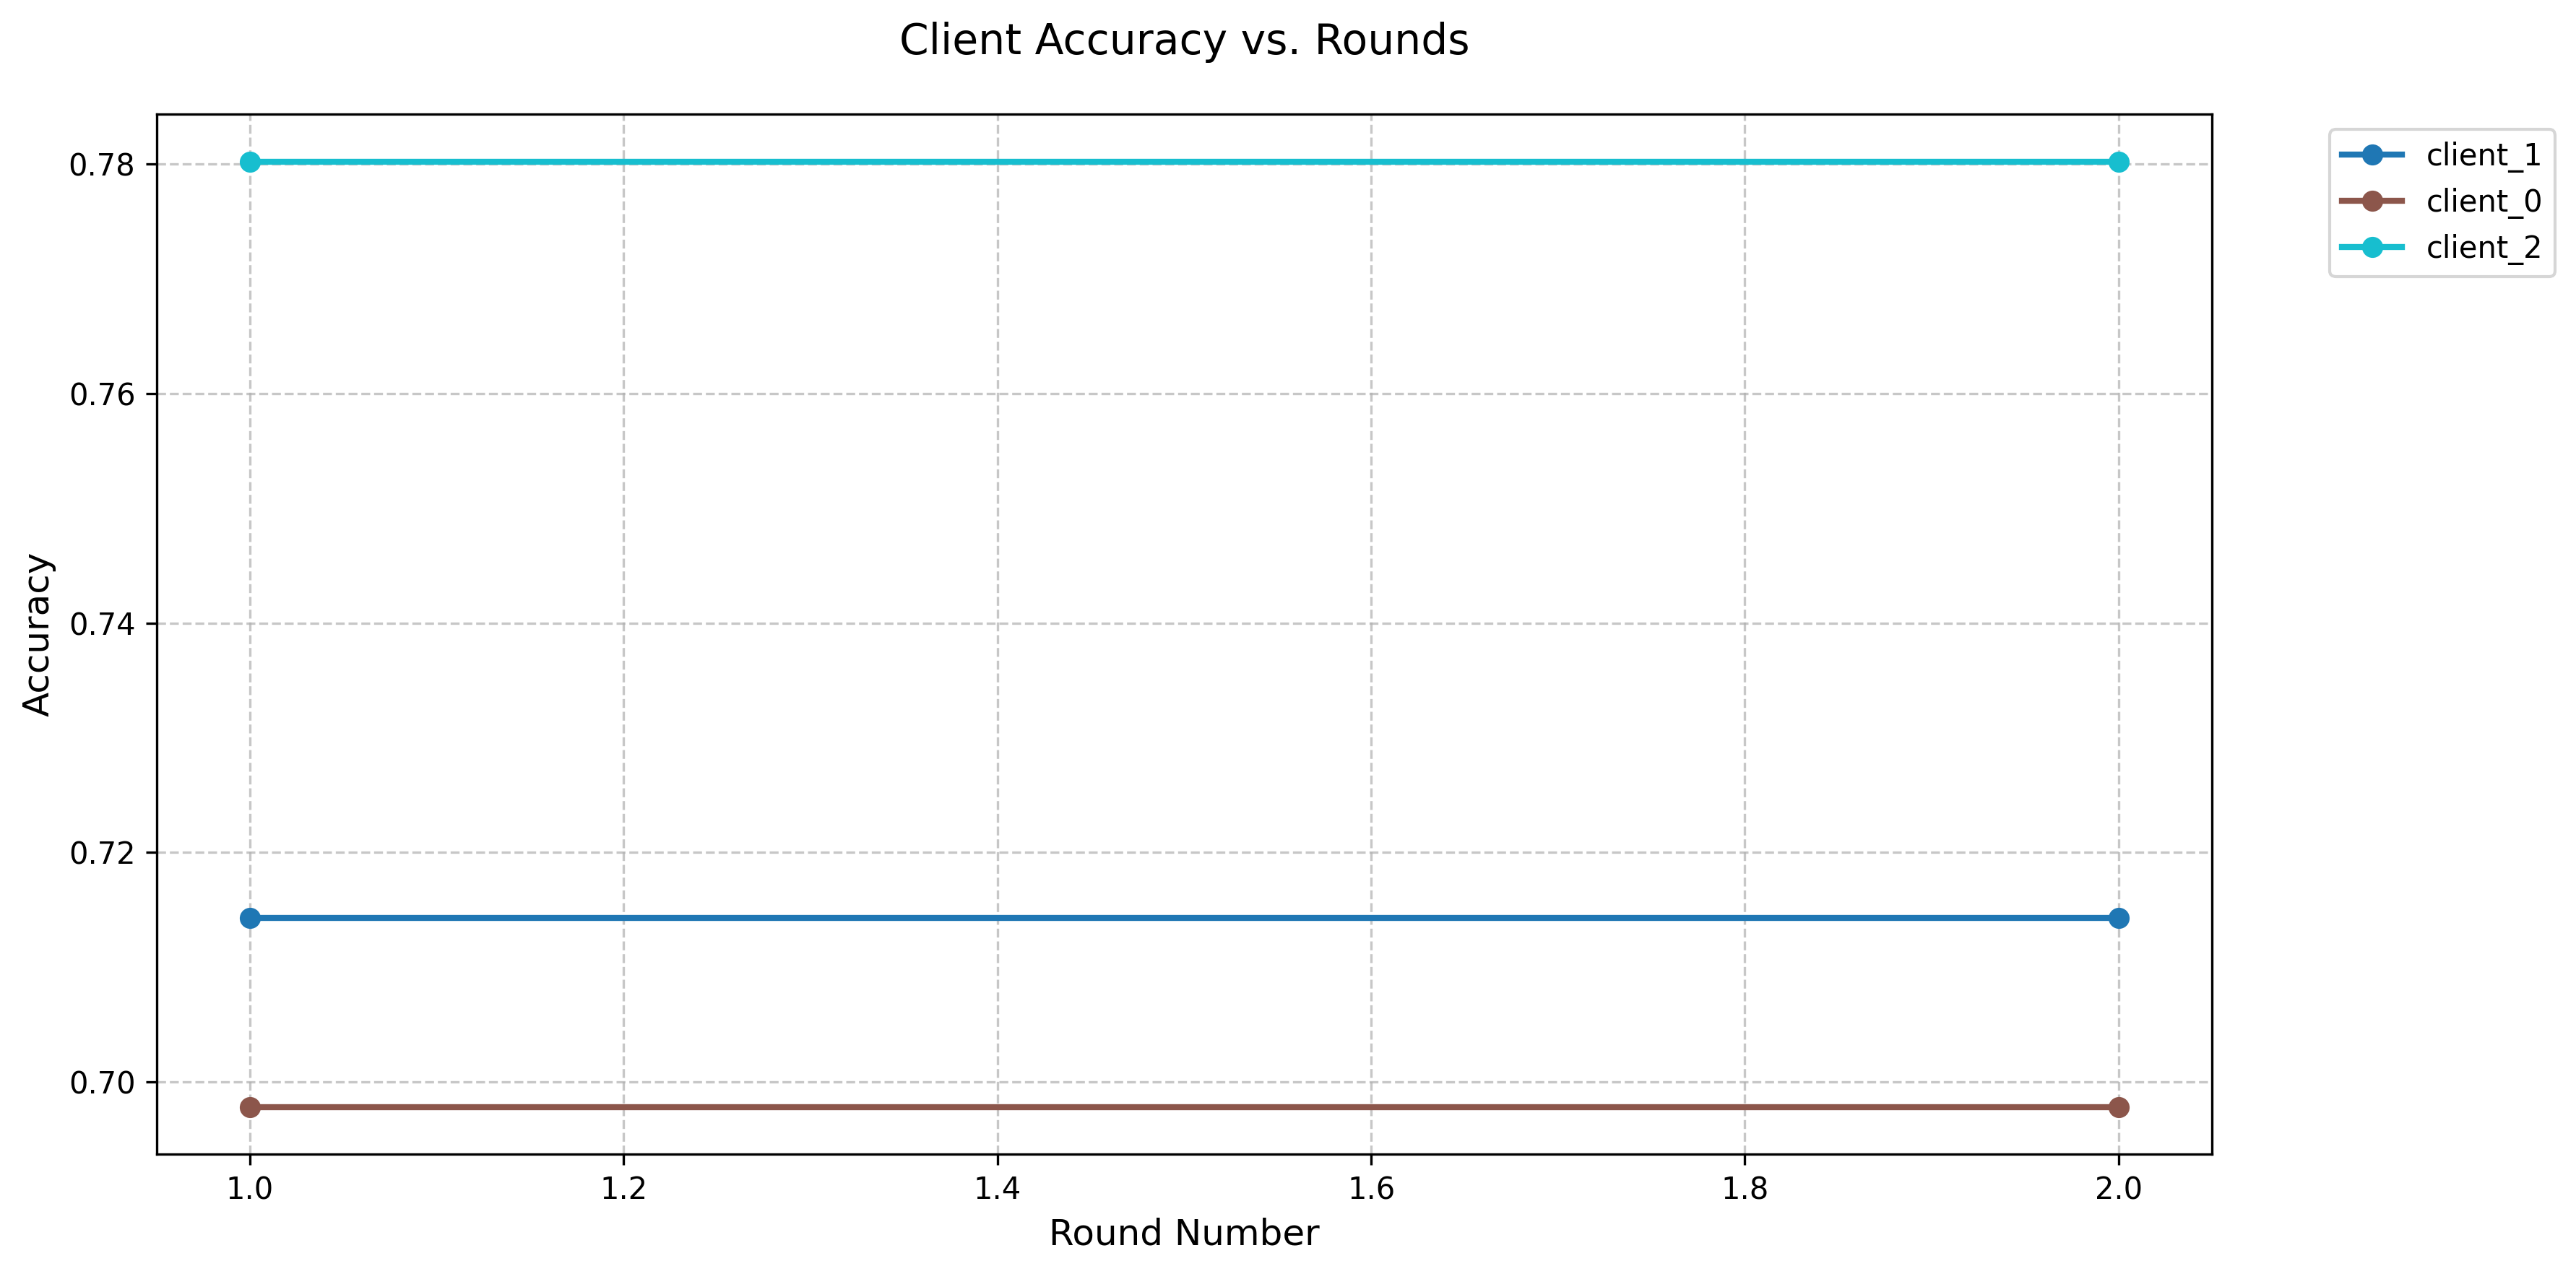 Client Accuracy vs. Rounds
client_1
client_0
client_2
Accuracy
0.78
0.76
0.74
0.72
0.70
1.0 1.2 1.4 1.6 1.8 2.0
Round Number